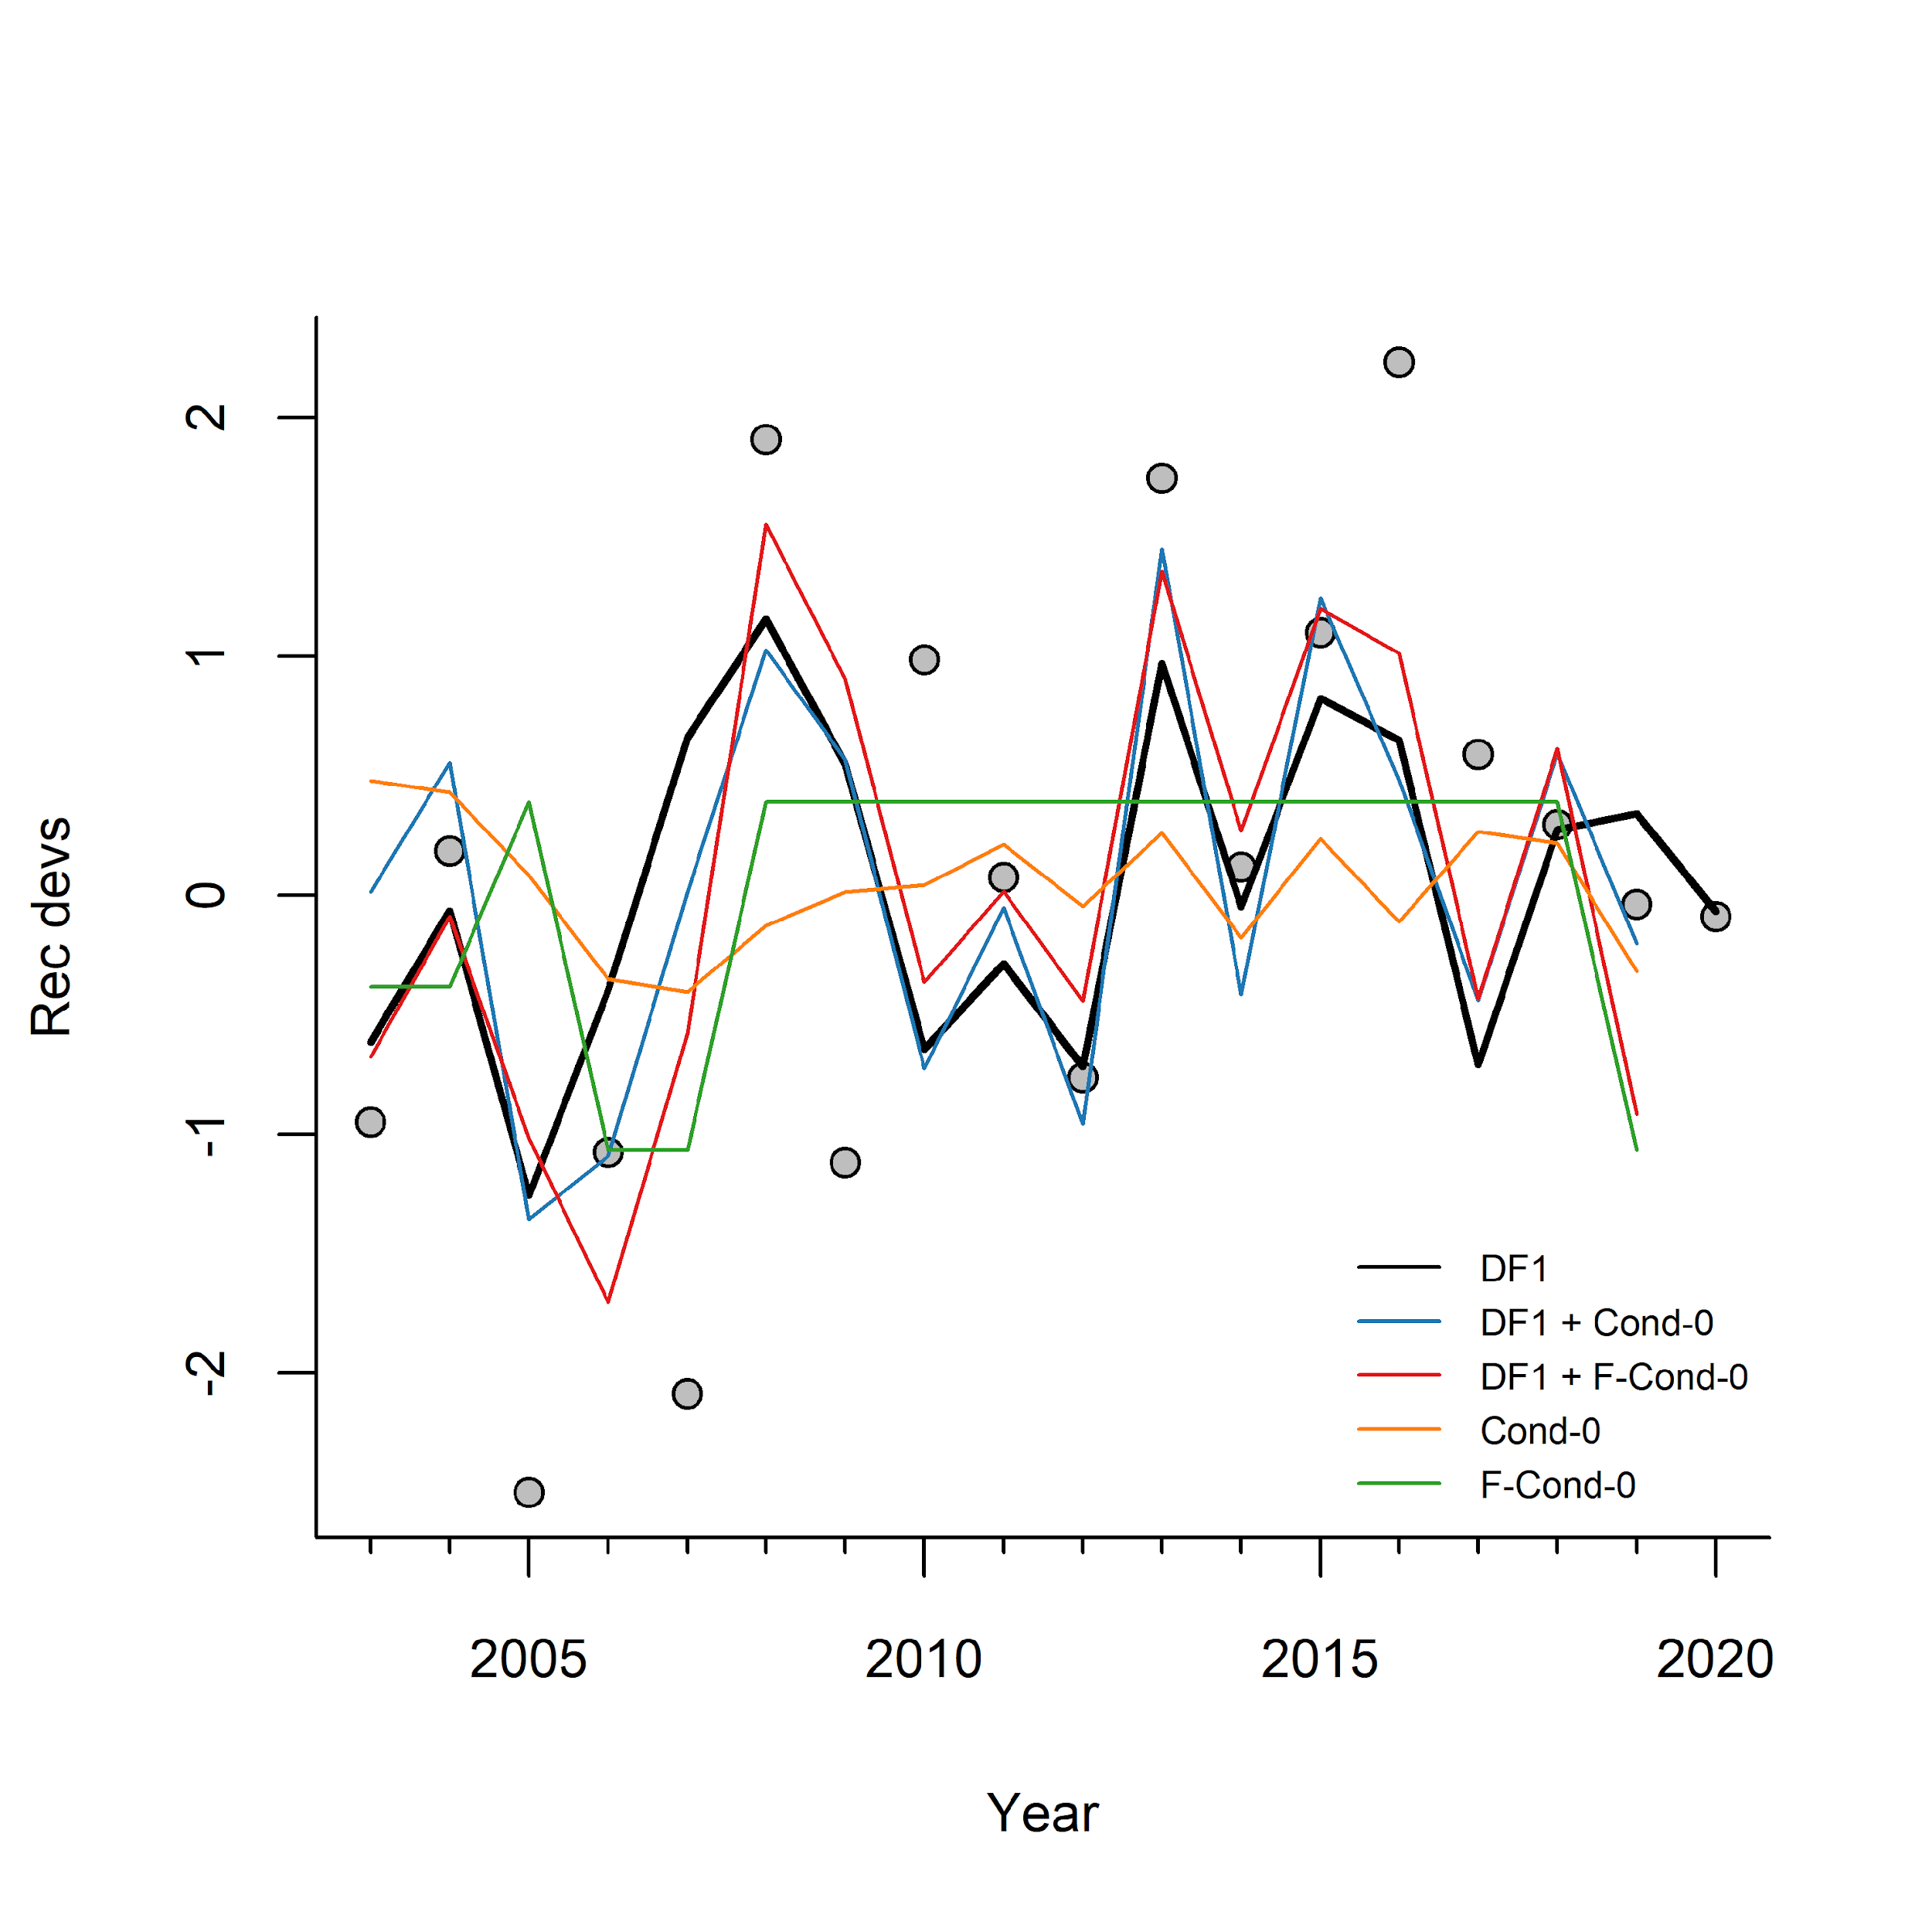 Rec devs
2
1
0
-1
-2
DF1
DF1 + Cond-0
DF1 + F-Cond-0
Cond-0
F-Cond-0
2005 2010 2015 2020
Year